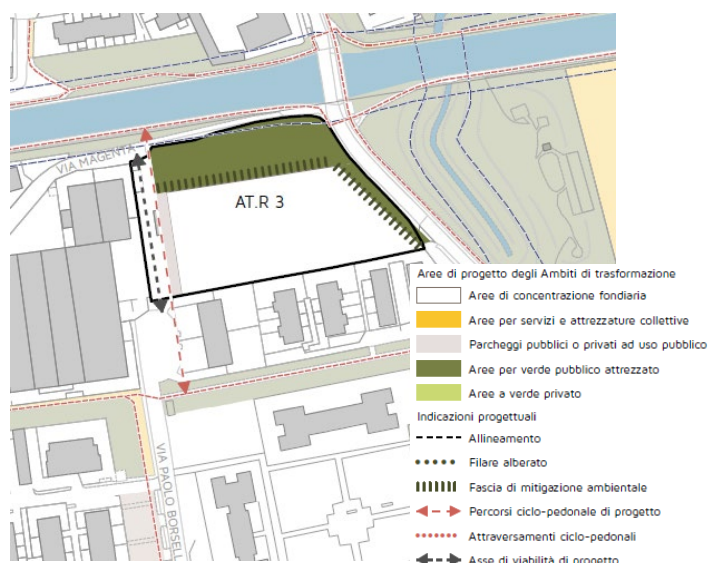 VIA MAGENTA
AT.R 3
VIA PAOLO BORSELL
Aree di progetto degli Ambiti di trasformazione
Aree di concentrazione fondiaria
Aree per servizi e attrezzature collettive
Parcheggi pubblici o privati ad uso pubblico
Aree per verde pubblico attrezzato
Aree a verde privato
Indicazioni progettuali
Allineamento
Filare alberato
Fascia di mitigazione ambientale
Percorsi ciclo-pedonale di progetto
Attraversamenti ciclo-pedonali
Asse di viabilità di progetto